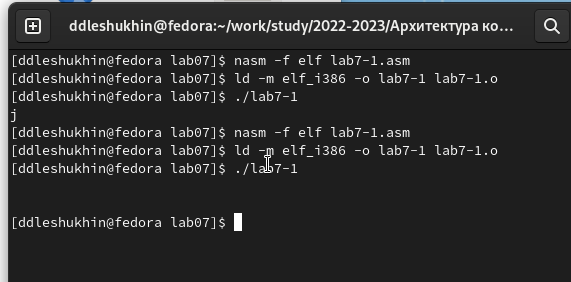 ddleshukhin@fedora:~/work/study/2022-2023/Архитектура ко...
[ddleshukhin@fedora lab07]$ nasm -f elf lab7-1.asm
[ddleshukhin@fedora lab07]$ ld -m elf_i386 -o lab7-1 lab7-1.o
[ddleshukhin@fedora lab07]$ ./lab7-1
j
[ddleshukhin@fedora lab07]$ nasm -f elf lab7-1.asm
[ddleshukhin@fedora lab07]$ ld -m elf_i386 -o lab7-1 lab7-1.o
[ddleshukhin@fedora lab07]$ ./lab7-1
[ddleshukhin@fedora lab07]$